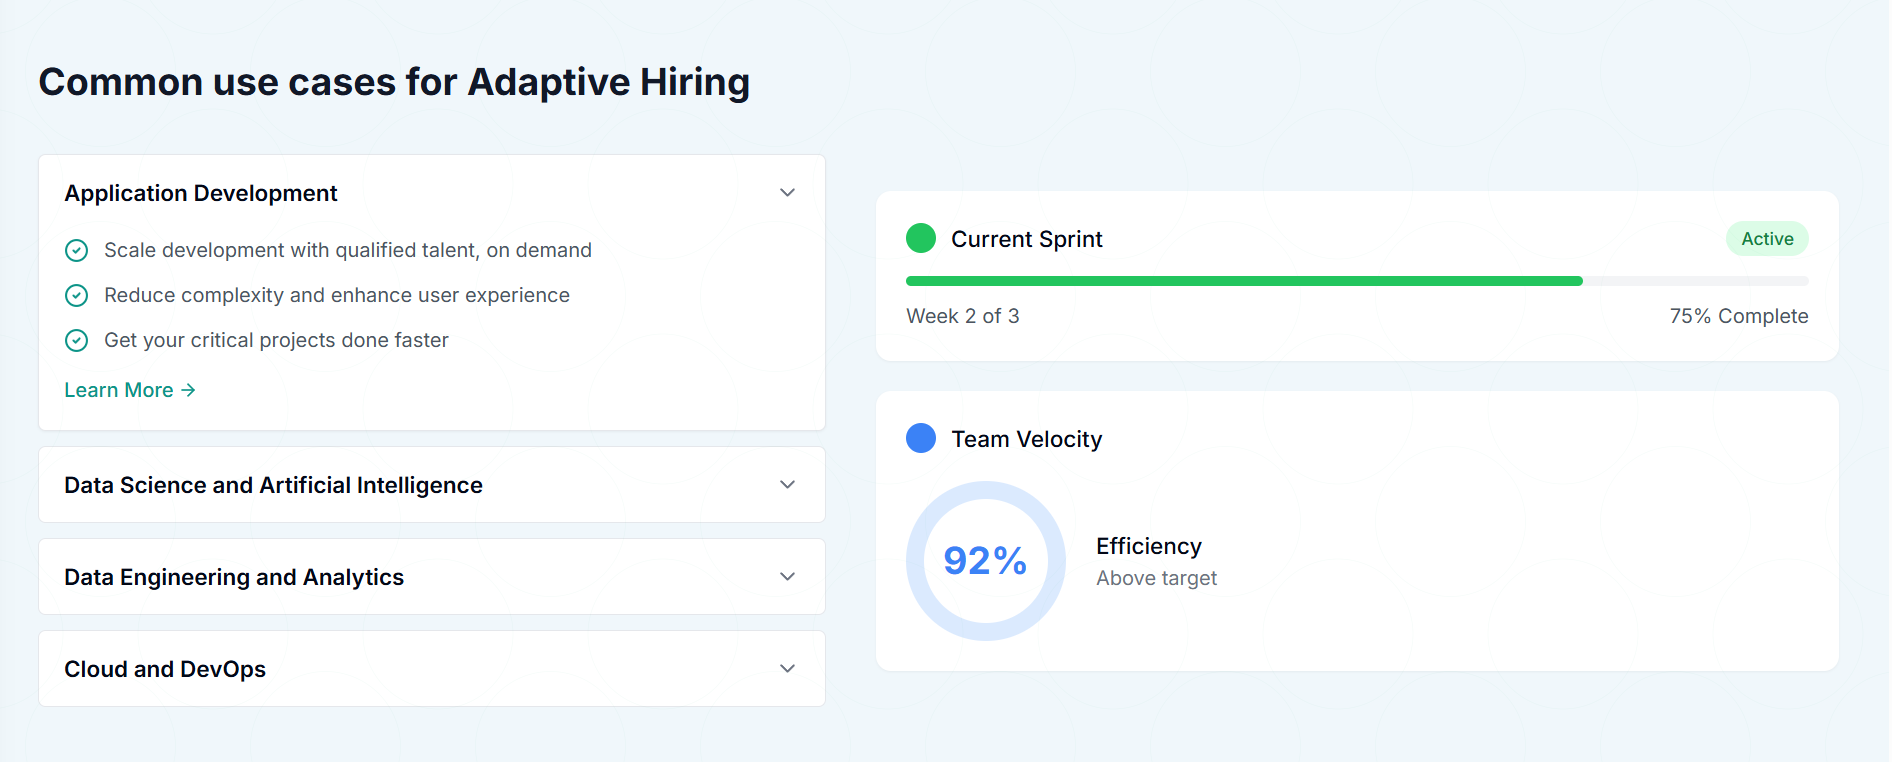 Common use cases for Adaptive Hiring
Application Development
Scale development with qualified talent, on demand
Reduce complexity and enhance user experience
Get your critical projects done faster
Learn More →
Data Science and Artificial Intelligence
Data Engineering and Analytics
Cloud and DevOps
Current Sprint
Active
Week 2 of 3
75% Complete
Team Velocity
92%
Efficiency
Above target